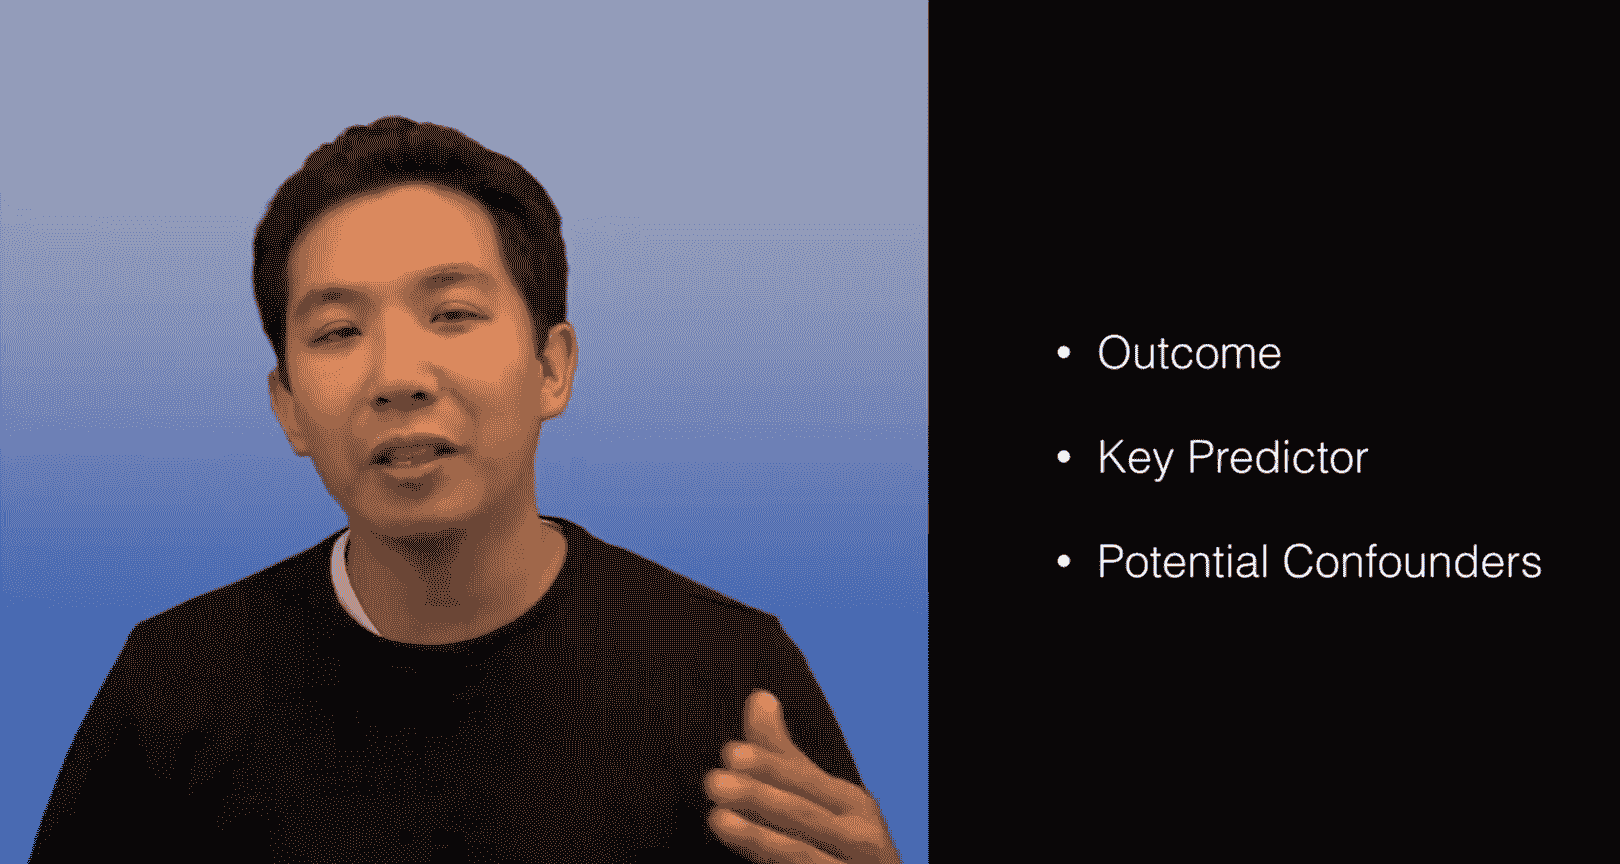 • Outcome
• Key Predictor
• Potential Confounders